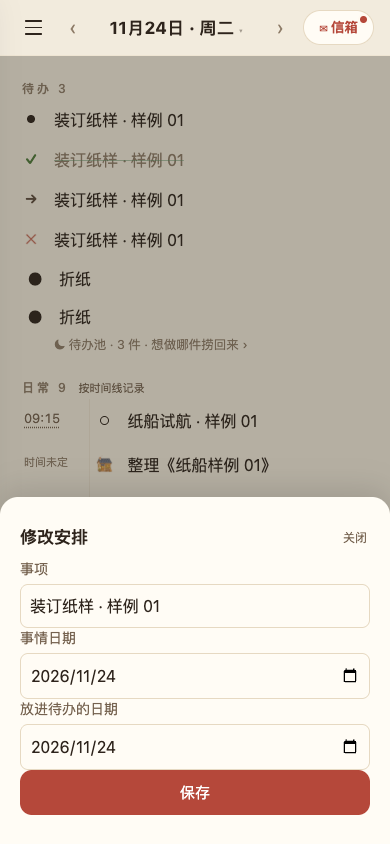 11月24日 · 周二
信箱
待办 3
装订纸样 · 样例 01
装订纸样 · 样例 01
装订纸样 · 样例 01
装订纸样 · 样例 01
折纸
折纸
待办池 · 3 件 · 想做哪件捞回来 ›
日常 9 按时间线记录
09:15 纸船试航 · 样例 01
时间未定 整理《纸船样例 01》
修改安排 关闭
事项
装订纸样 · 样例 01
事情日期
2026/11/24
放进待办的日期
2026/11/24
保存